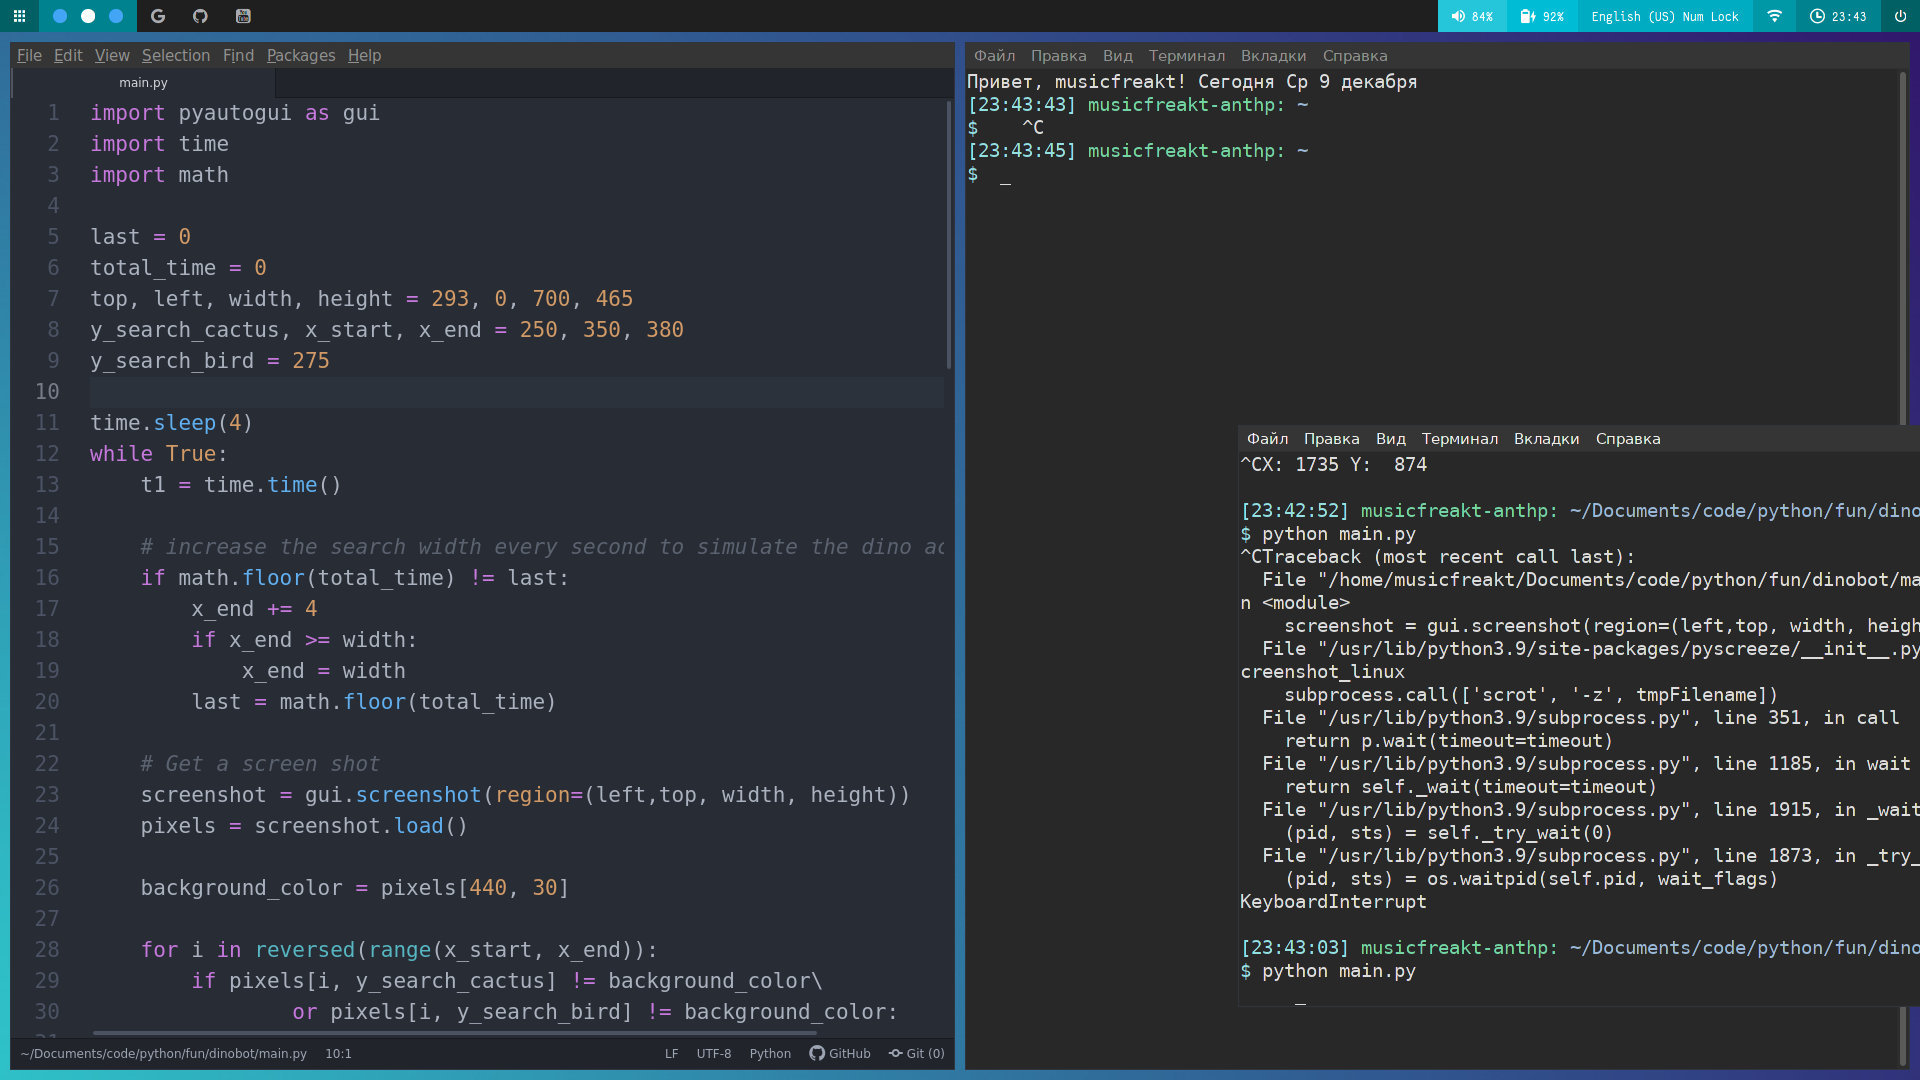 84%
92%
English (US) Num Lock
23:43
File Edit View Selection Find Packages Help
main.py
1 import pyautogui as gui
2 import time
3 import math
4
5 last = 0
6 total_time = 0
7 top, left, width, height = 293, 0, 700, 465
8 y_search_cactus, x_start, x_end = 250, 350, 380
9 y_search_bird = 275
10
11 time.sleep(4)
12 while True:
13 t1 = time.time()
14
15 # increase the search width every second to simulate the dino ac
16 if math.floor(total_time) != last:
17 x_end += 4
18 if x_end >= width:
19 x_end = width
20 last = math.floor(total_time)
21
22 # Get a screen shot
23 screenshot = gui.screenshot(region=(left,top, width, height))
24 pixels = screenshot.load()
25
26 background_color = pixels[440, 30]
27
28 for i in reversed(range(x_start, x_end)):
29 if pixels[i, y_search_cactus] != background_color\
30 or pixels[i, y_search_bird] != background_color:
~/Documents/code/python/fun/dinobot/main.py 10:1 LF UTF-8 Python GitHub Git (0)
Файл Правка Вид Терминал Вкладки Справка
Привет, musicfreakt! Сегодня Ср 9 декабря
[23:43:43] musicfreakt-anthp: ~
$ ^C
[23:43:45] musicfreakt-anthp: ~
$ _
Файл Правка Вид Терминал Вкладки Справка
^CX: 1735 Y: 874
[23:42:52] musicfreakt-anthp: ~/Documents/code/python/fun/dino
$ python main.py
^CTraceback (most recent call last):
File "/home/musicfreakt/Documents/code/python/fun/dinobot/ma
n <module>
screenshot = gui.screenshot(region=(left,top, width, heigh
File "/usr/lib/python3.9/site-packages/pyscreeze/__init__.py
creenshot_linux
subprocess.call(['scrot', '-z', tmpFilename])
File "/usr/lib/python3.9/subprocess.py", line 351, in call
return p.wait(timeout=timeout)
File "/usr/lib/python3.9/subprocess.py", line 1185, in wait
return self._wait(timeout=timeout)
File "/usr/lib/python3.9/subprocess.py", line 1915, in _wait
(pid, sts) = self._try_wait(0)
File "/usr/lib/python3.9/subprocess.py", line 1873, in _try_
(pid, sts) = os.waitpid(self.pid, wait_flags)
KeyboardInterrupt
[23:43:03] musicfreakt-anthp: ~/Documents/code/python/fun/dino
$ python main.py
_